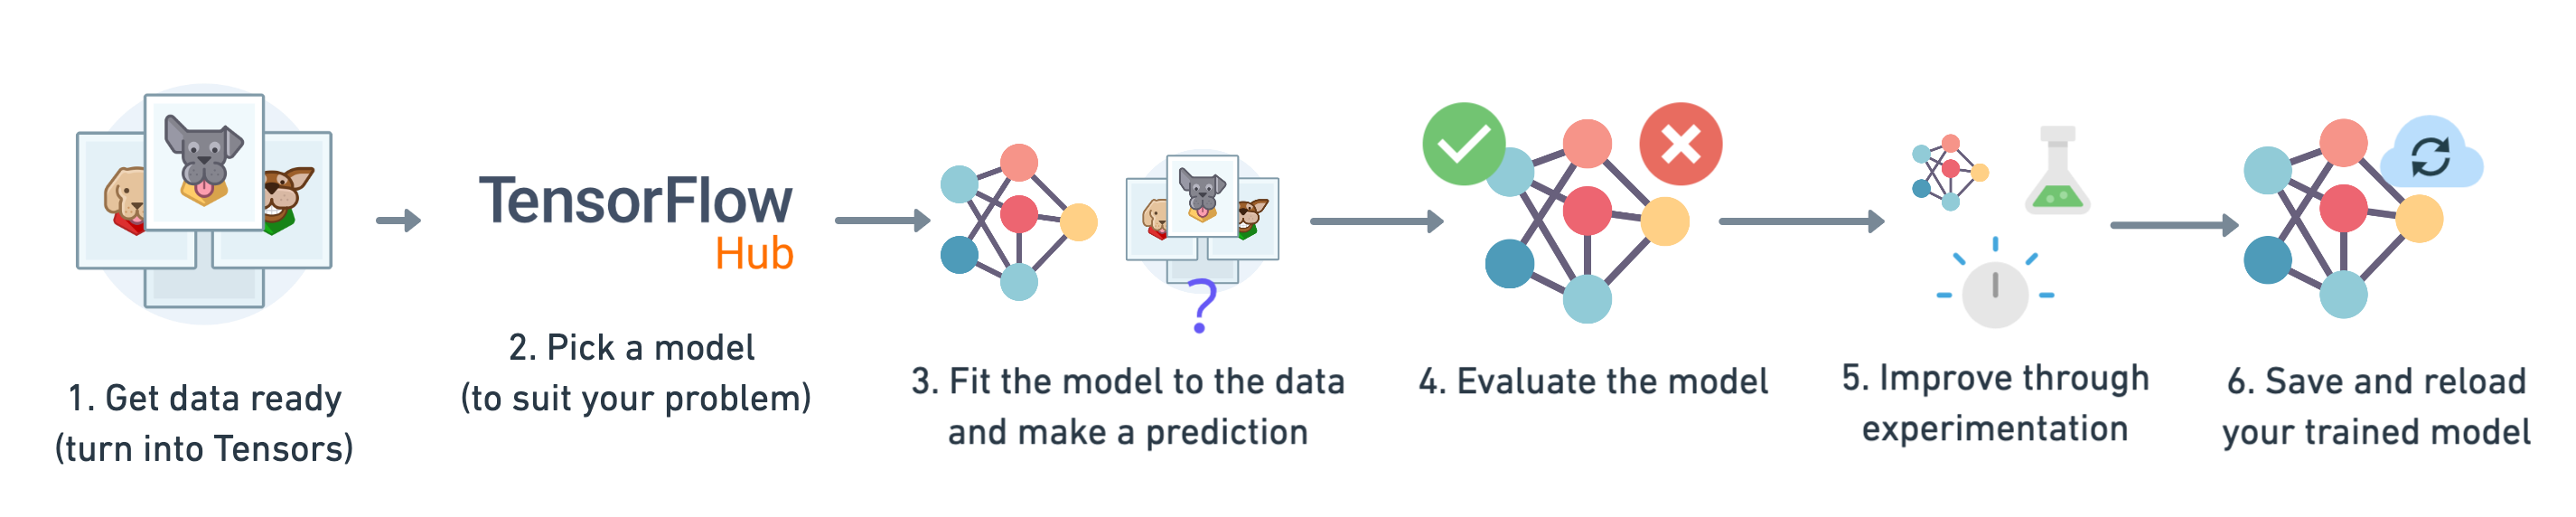 TensorFlow
Hub
1. Get data ready
(turn into Tensors)
2. Pick a model
(to suit your problem)
?
3. Fit the model to the data
and make a prediction
4. Evaluate the model
5. Improve through
experimentation
6. Save and reload
your trained model